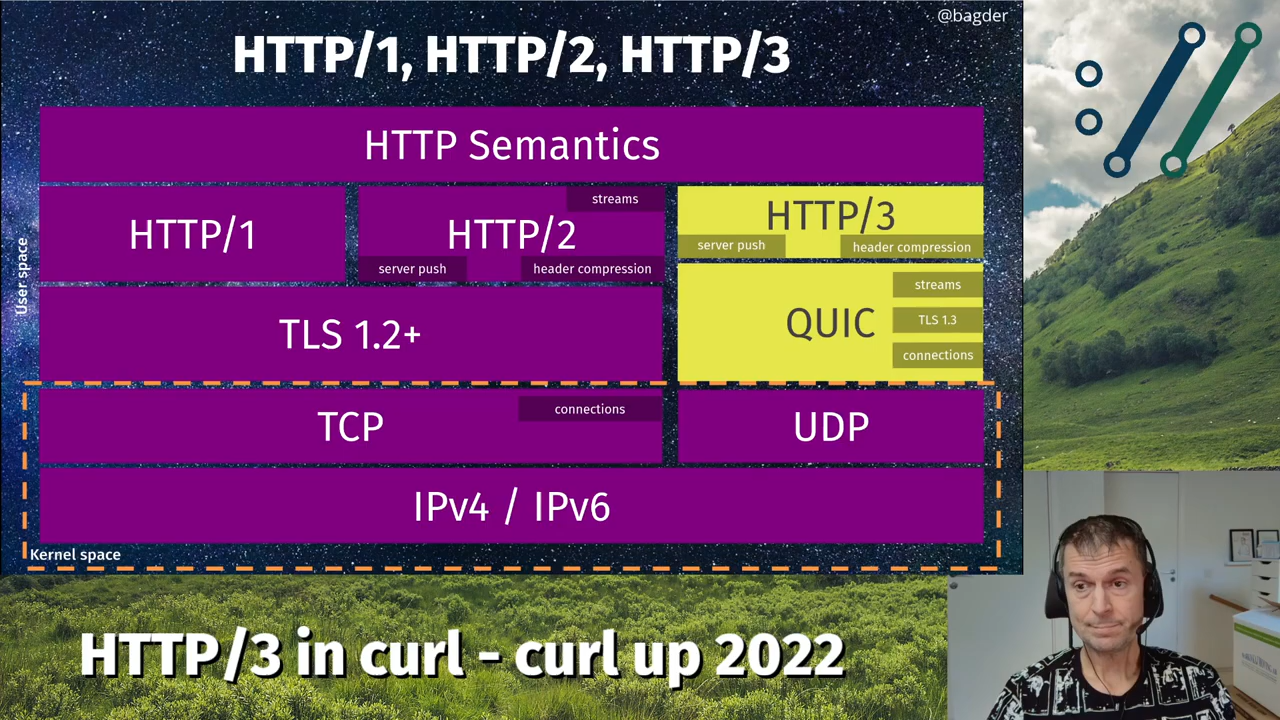 @bagder
HTTP/1, HTTP/2, HTTP/3
HTTP Semantics
HTTP/1
streams
HTTP/2
server push
header compression
HTTP/3
server push
header compression
TLS 1.2+
QUIC
streams
TLS 1.3
connections
User space
TCP
connections
UDP
IPv4 / IPv6
Kernel space
HTTP/3 in curl - curl up 2022